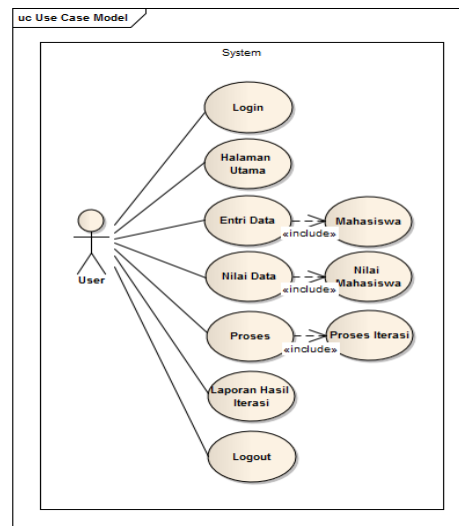 uc Use Case Model
System
Login
Halaman
Utama
Entri Data
Mahasiswa
«include»
User
Nilai Data
Nilai
Mahasiswa
«include»
Proses
Proses Iterasi
«include»
Laporan Hasil
Iterasi
Logout